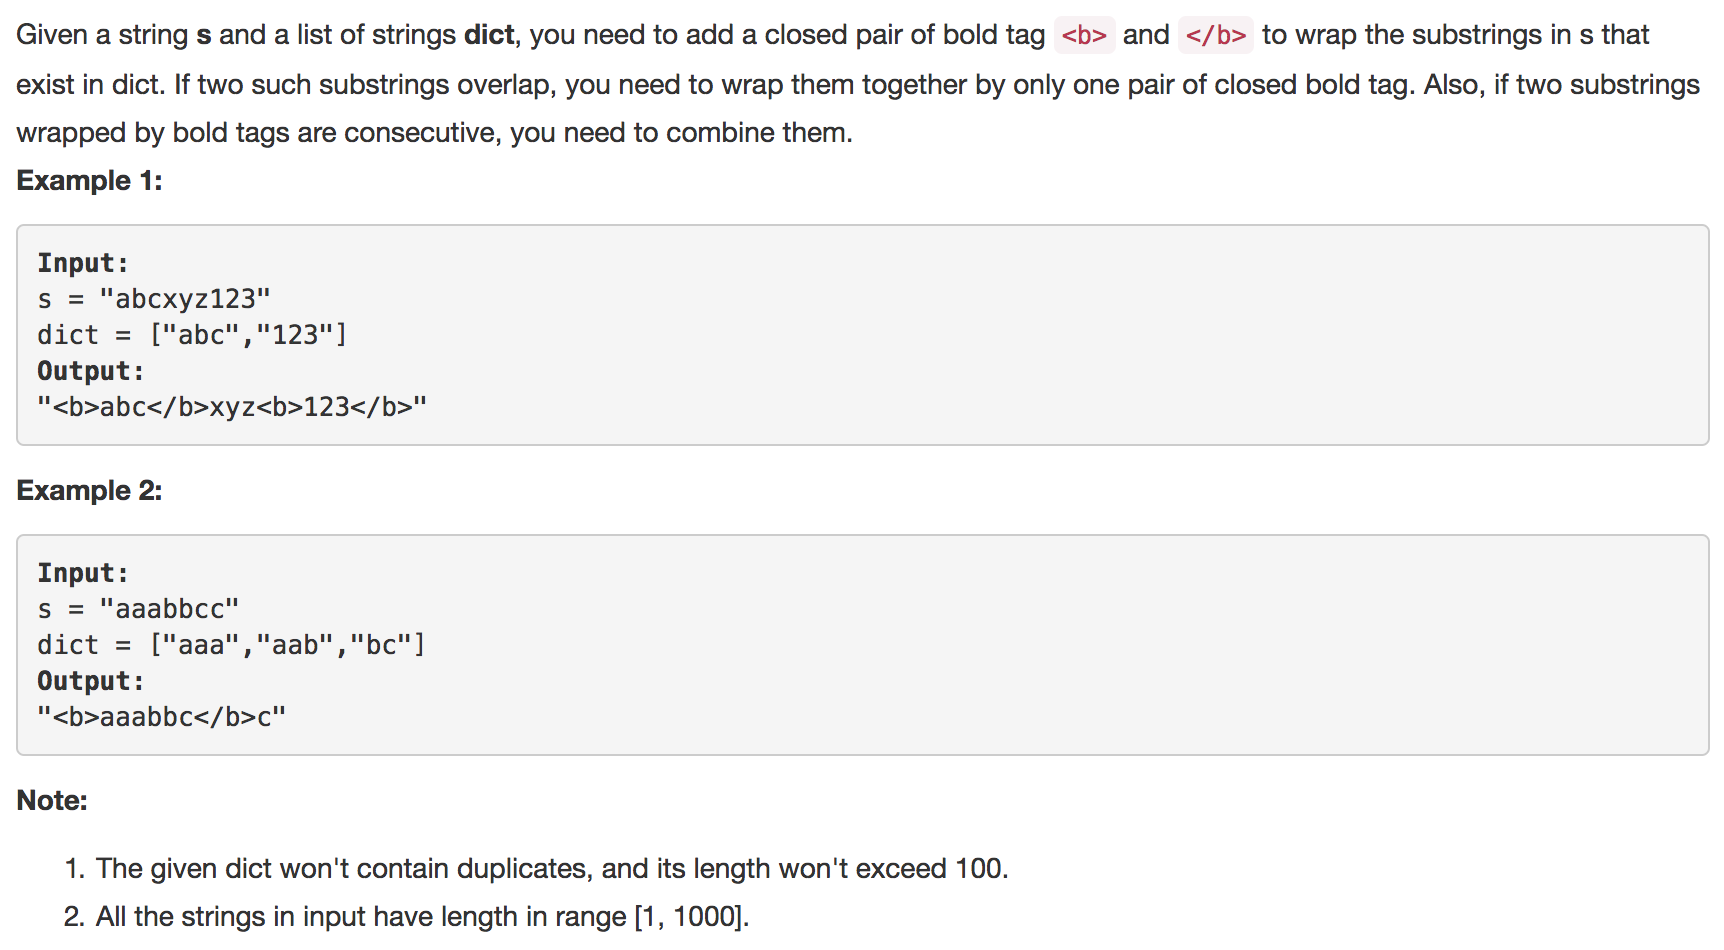 Given a string s and a list of strings dict, you need to add a closed pair of bold tag <b> and </b> to wrap the substrings in s that
exist in dict. If two such substrings overlap, you need to wrap them together by only one pair of closed bold tag. Also, if two substrings
wrapped by bold tags are consecutive, you need to combine them.
Example 1:
Input:
s = "abcxyz123"
dict = ["abc","123"]
Output:
"<b>abc</b>xyz<b>123</b>"
Example 2:
Input:
s = "aaabbcc"
dict = ["aaa","aab","bc"]
Output:
"<b>aaabbc</b>c"
Note:
1. The given dict won't contain duplicates, and its length won't exceed 100.
2. All the strings in input have length in range [1, 1000].